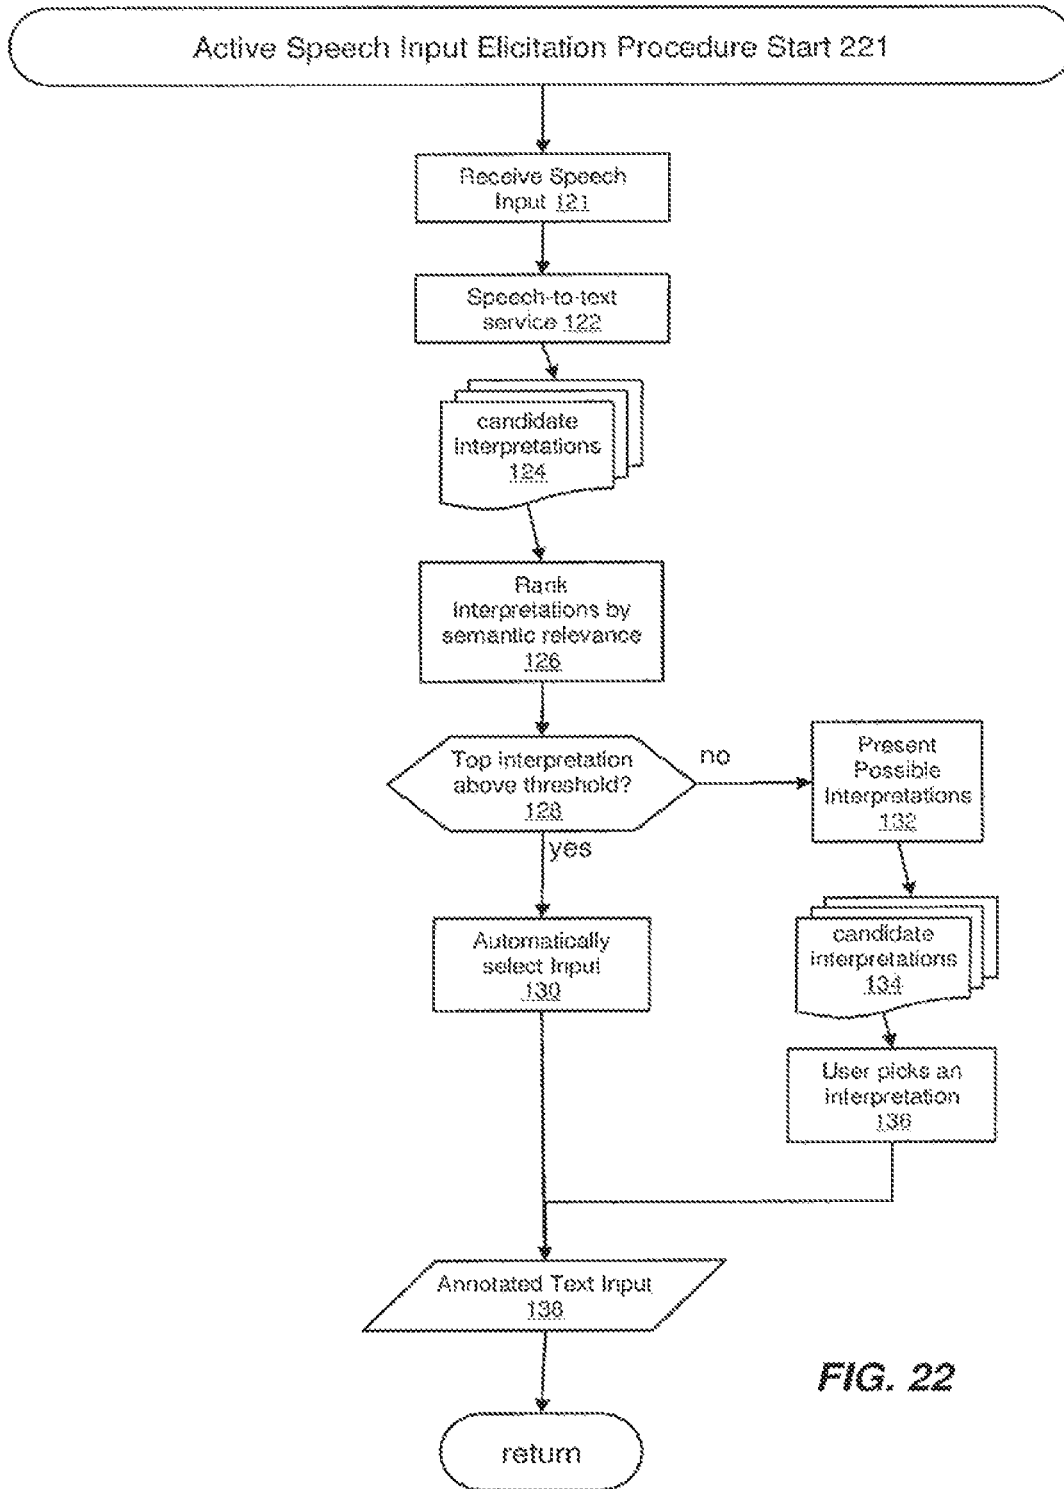 Active Speech Input Elicitation Procedure Start 221
Receive Speech
Input 121
Speech-to-text
service 122
candidate
interpretations
124
Rank
interpretations by
semantic relevance
126
Top interpretation
above threshold?
128
no
yes
Present
Possible
Interpretations
132
Automatically
select Input
130
candidate
interpretations
134
User picks an
interpretation
136
Annotated Text Input
138
FIG. 22
return